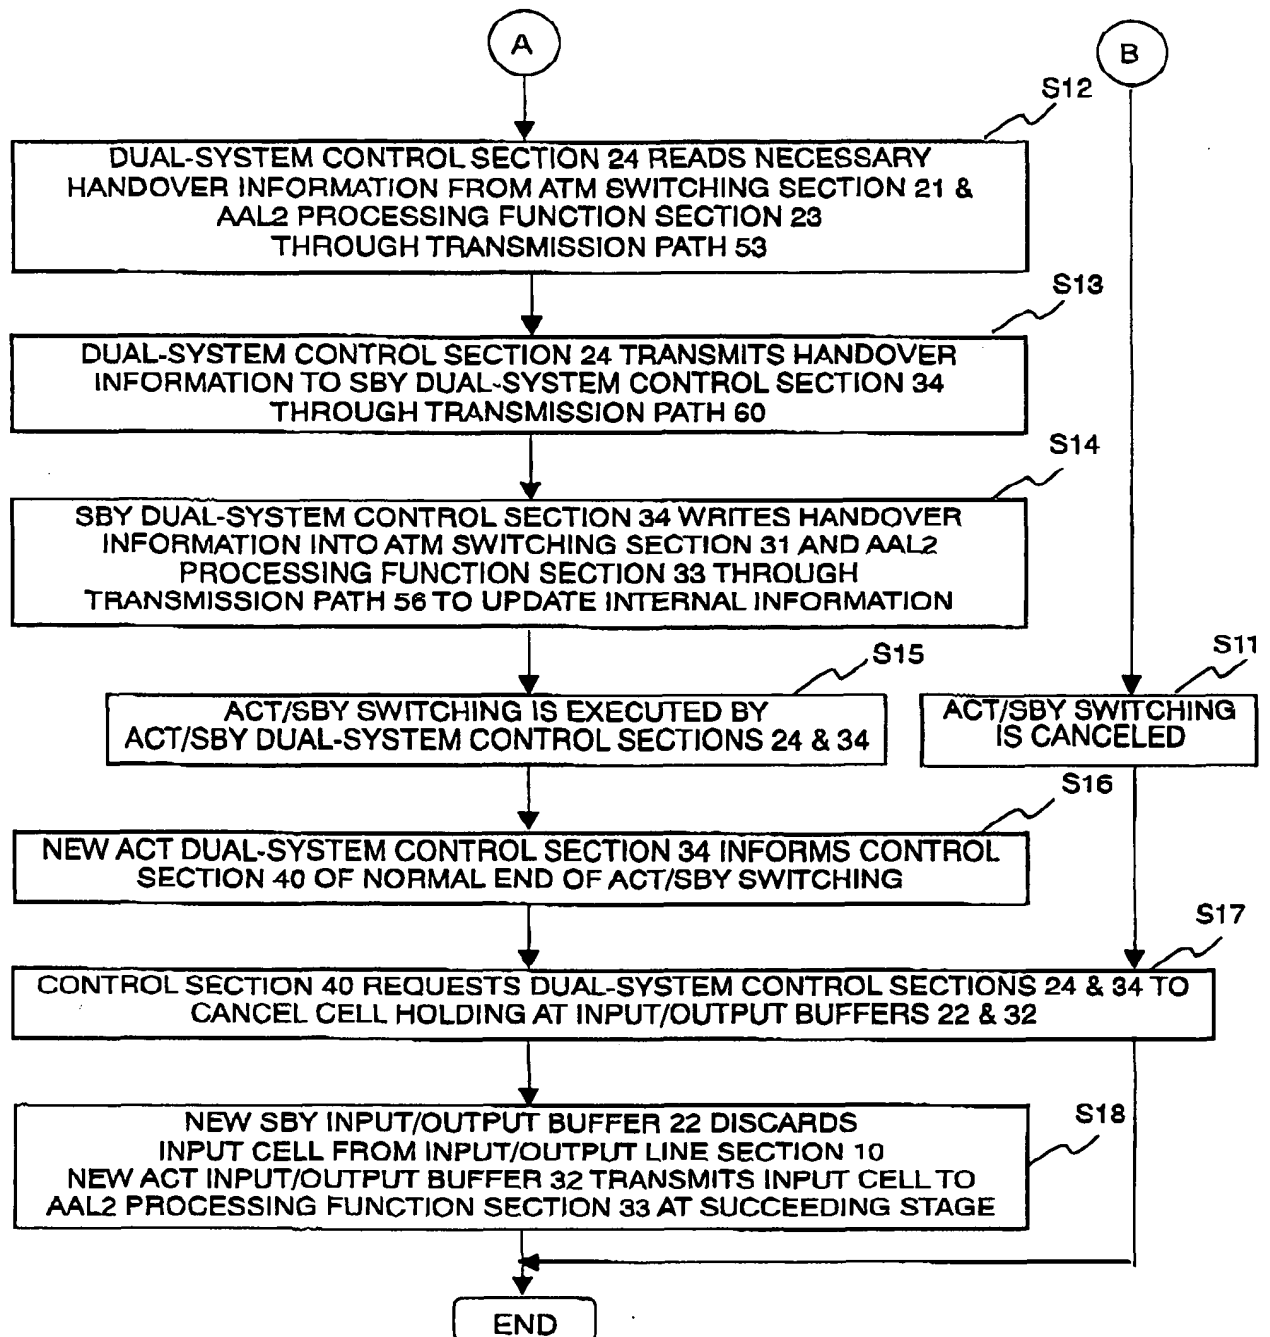 A
B
S12
DUAL-SYSTEM CONTROL SECTION 24 READS NECESSARY
HANDOVER INFORMATION FROM ATM SWITCHING SECTION 21 &
AAL2 PROCESSING FUNCTION SECTION 23
THROUGH TRANSMISSION PATH 53
S13
DUAL-SYSTEM CONTROL SECTION 24 TRANSMITS HANDOVER
INFORMATION TO SBY DUAL-SYSTEM CONTROL SECTION 34
THROUGH TRANSMISSION PATH 60
S14
SBY DUAL-SYSTEM CONTROL SECTION 34 WRITES HANDOVER
INFORMATION INTO ATM SWITCHING SECTION 31 AND AAL2
PROCESSING FUNCTION SECTION 33 THROUGH
TRANSMISSION PATH 56 TO UPDATE INTERNAL INFORMATION
S15
ACT/SBY SWITCHING IS EXECUTED BY
ACT/SBY DUAL-SYSTEM CONTROL SECTIONS 24 & 34
S11
ACT/SBY SWITCHING
IS CANCELED
S16
NEW ACT DUAL-SYSTEM CONTROL SECTION 34 INFORMS CONTROL
SECTION 40 OF NORMAL END OF ACT/SBY SWITCHING
S17
CONTROL SECTION 40 REQUESTS DUAL-SYSTEM CONTROL SECTIONS 24 & 34 TO
CANCEL CELL HOLDING AT INPUT/OUTPUT BUFFERS 22 & 32
S18
NEW SBY INPUT/OUTPUT BUFFER 22 DISCARDS
INPUT CELL FROM INPUT/OUTPUT LINE SECTION 10
NEW ACT INPUT/OUTPUT BUFFER 32 TRANSMITS INPUT CELL TO
AAL2 PROCESSING FUNCTION SECTION 33 AT SUCCEEDING STAGE
END